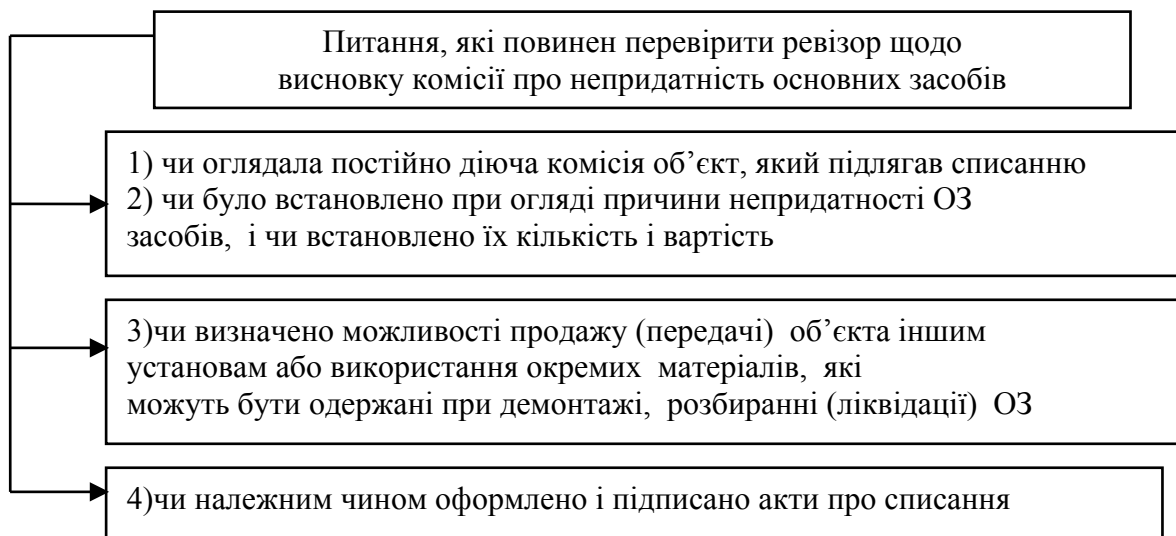 Питання, які повинен перевірити ревізор щодо
висновку комісії про непридатність основних засобів
1) чи оглядала постійно діюча комісія об’єкт, який підлягав списанню
2) чи було встановлено при огляді причини непридатності ОЗ
засобів, і чи встановлено їх кількість і вартість
3)чи визначено можливості продажу (передачі) об’єкта іншим
установам або використання окремих матеріалів, які
можуть бути одержані при демонтажі, розбиранні (ліквідації) ОЗ
4)чи належним чином оформлено і підписано акти про списання